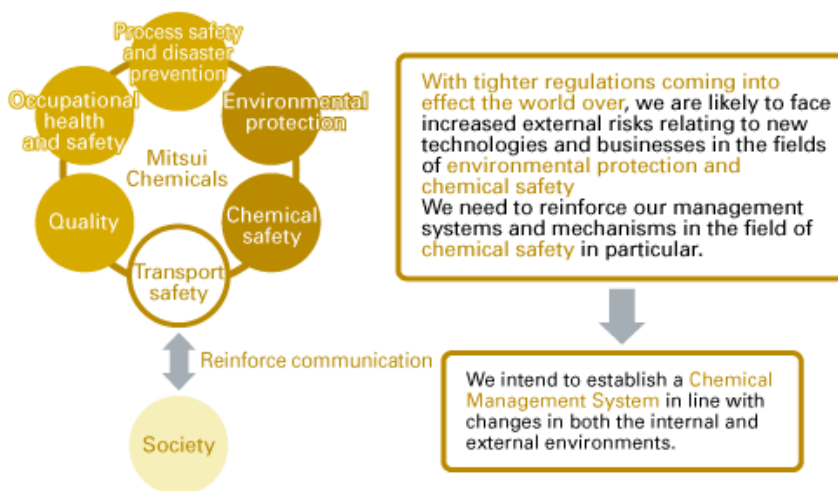 Process safety
and disaster
prevention
Occupational
health
and safety
Environmental
protection
Mitsui
Chemicals
Quality
Chemical
safety
Transport
safety
Reinforce communication
Society
With tighter regulations coming into
effect the world over, we are likely to face
increased external risks relating to new
technologies and businesses in the fields
of environmental protection and
chemical safety
We need to reinforce our management
systems and mechanisms in the field of
chemical safety in particular.
We intend to establish a Chemical
Management System in line with
changes in both the internal and
external environments.